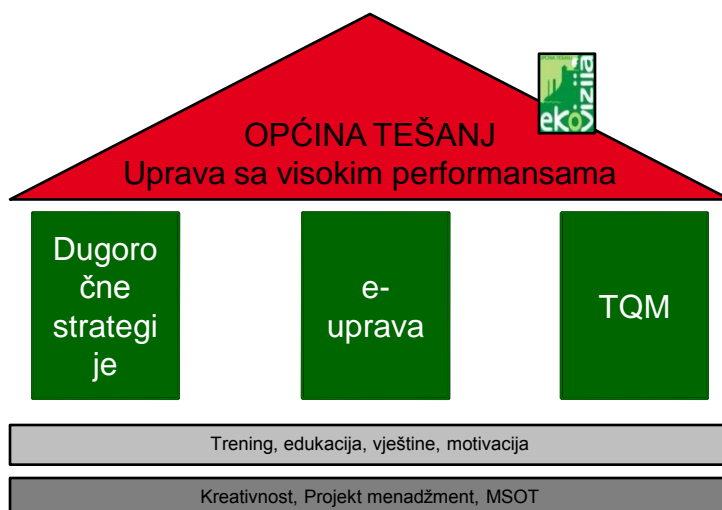 OPĆINA TEŠANJ
Uprava sa visokim performansama
eko
vizija
Dugoro
čne
strategi
je
e-
uprava
TQM
Trening, edukacija, vještine, motivacija
Kreativnost, Projekt menadžment, MSOT